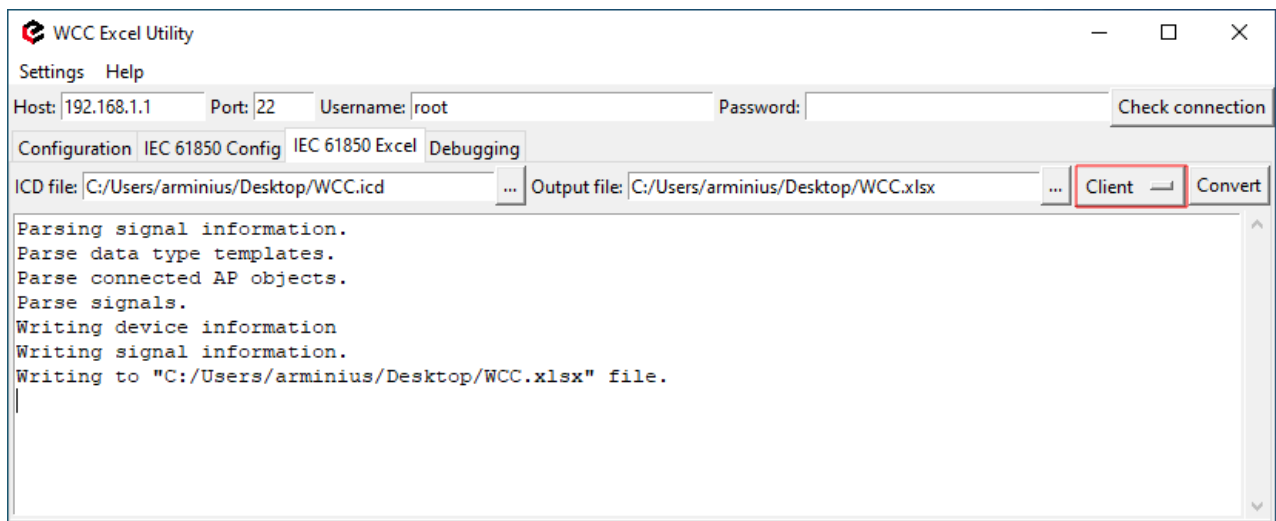 WCC Excel Utility
Settings Help
Host: 192.168.1.1 Port: 22 Username: root Password: Check connection
Configuration IEC 61850 Config IEC 61850 Excel Debugging
ICD file: C:/Users/arminius/Desktop/WCC.icd ... Output file: C:/Users/arminius/Desktop/WCC.xlsx ... Client Convert
Parsing signal information.
Parse data type templates.
Parse connected AP objects.
Parse signals.
Writing device information
Writing signal information.
Writing to "C:/Users/arminius/Desktop/WCC.xlsx" file.